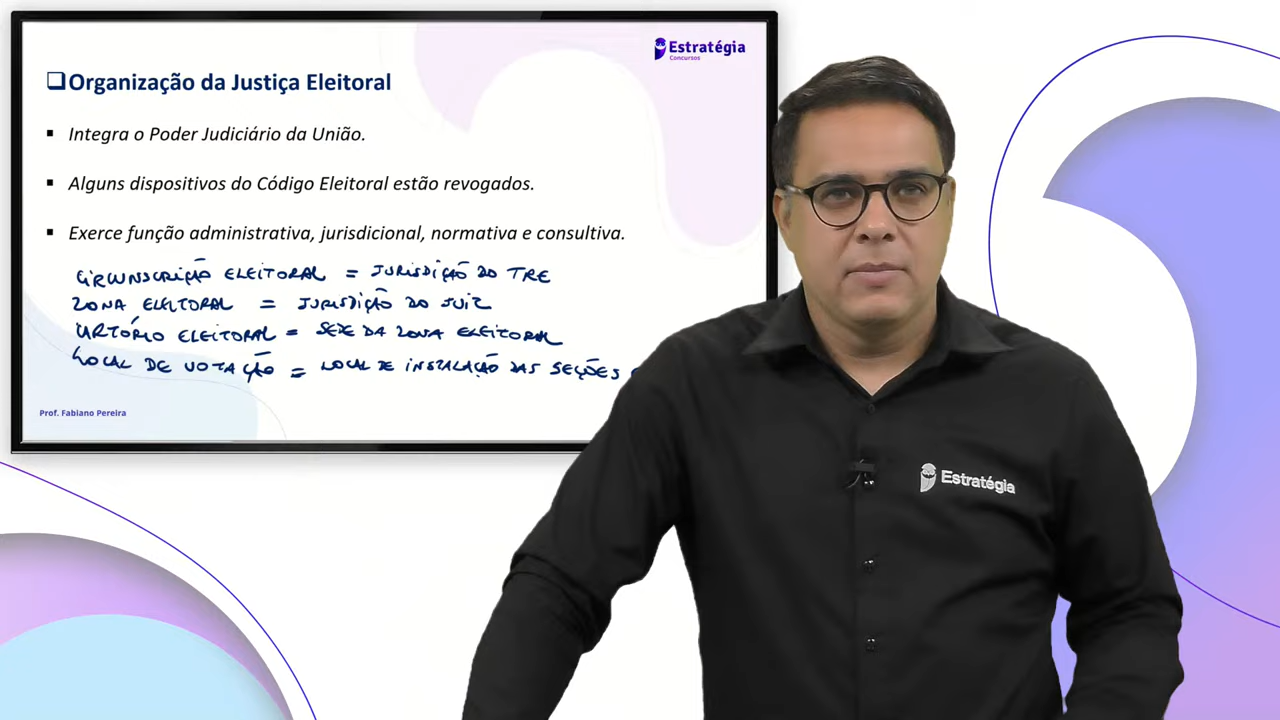 Estratégia
Concursos
❑Organização da Justiça Eleitoral
▪ Integra o Poder Judiciário da União.
▪ Alguns dispositivos do Código Eleitoral estão revogados.
▪ Exerce função administrativa, jurisdicional, normativa e consultiva.
CIRCUNSCRIÇÃO ELEITORAL = JURISDIÇÃO DO TRE
ZONA ELEITORAL = JURISDIÇÃO DO JUIZ
CARTÓRIO ELEITORAL = SEDE DA ZONA ELEITORAL
LOCAL DE VOTAÇÃO = LOCAL DE INSTALAÇÃO DAS SEÇÕES
Prof. Fabiano Pereira
Estratégia